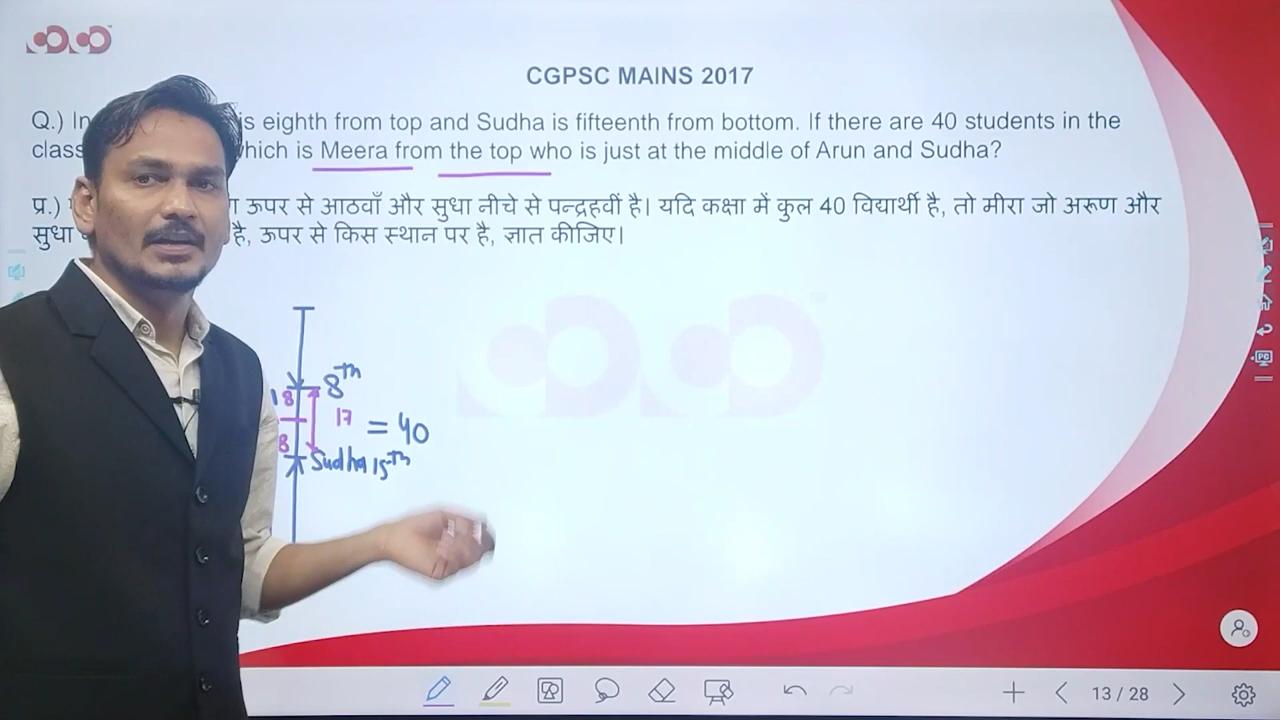 CGPSC MAINS 2017
Q.) In is eighth from top and Sudha is fifteenth from bottom. If there are 40 students in the
class which is Meera from the top who is just at the middle of Arun and Sudha?
प्र.) ऊपर से आठवाँ और सुधा नीचे से पन्द्रहवीं है। यदि कक्षा में कुल 40 विद्यार्थी है, तो मीरा जो अरूण और
सुधा है, ऊपर से किस स्थान पर है, ज्ञात कीजिए।
8th
18
17
= 40
8
Sudha 15th
PC
13 / 28